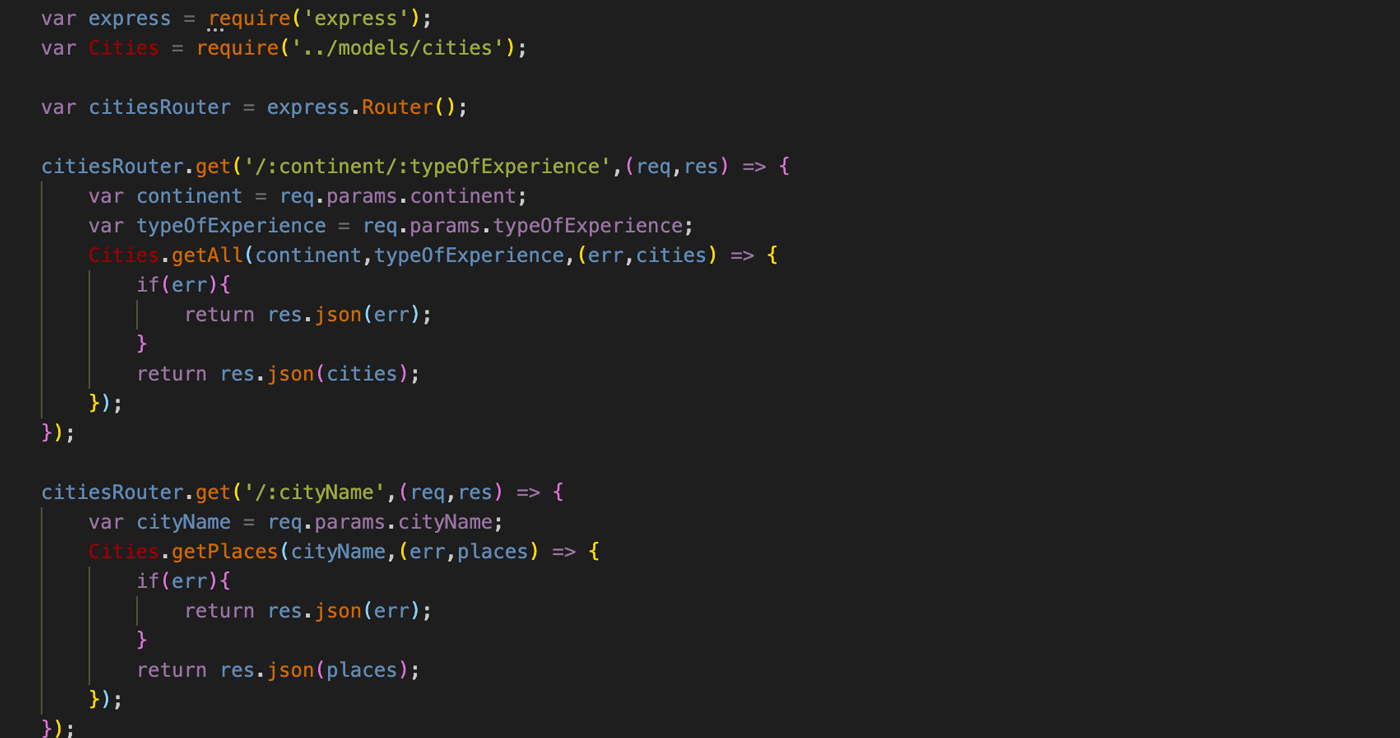 var express = require('express');
var Cities = require('../models/cities');

var citiesRouter = express.Router();

citiesRouter.get('/:continent/:typeOfExperience',(req,res) => {
    var continent = req.params.continent;
    var typeOfExperience = req.params.typeOfExperience;
    Cities.getAll(continent,typeOfExperience,(err,cities) => {
        if(err){
            return res.json(err);
        }
        return res.json(cities);
    });
});

citiesRouter.get('/:cityName',(req,res) => {
    var cityName = req.params.cityName;
    Cities.getPlaces(cityName,(err,places) => {
        if(err){
            return res.json(err);
        }
        return res.json(places);
    });
});